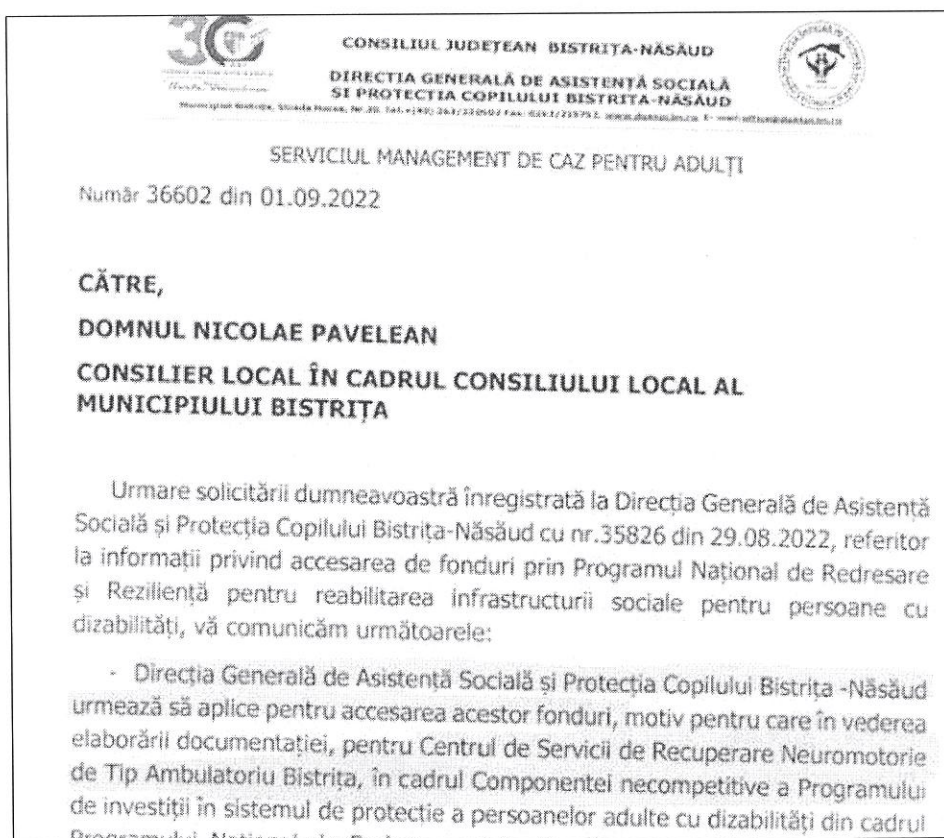 30
CONSILIUL JUDEȚEAN BISTRIȚA-NĂSĂUD
DIRECTIA GENERALĂ DE ASISTENȚĂ SOCIALĂ
SI PROTECTIA COPILULUI BISTRITA-NĂSĂUD
SERVICIUL MANAGEMENT DE CAZ PENTRU ADULȚI
Număr 36602 din 01.09.2022
CĂTRE,
DOMNUL NICOLAE PAVELEAN
CONSILIER LOCAL ÎN CADRUL CONSILIULUI LOCAL AL
MUNICIPIULUI BISTRIȚA
Urmare solicitării dumneavoastră înregistrată la Direcția Generală de Asistență
Socială și Protecția Copilului Bistrița-Năsăud cu nr.35826 din 29.08.2022, referitor
la informații privind accesarea de fonduri prin Programul Național de Redresare
și Reziliență pentru reabilitarea infrastructurii sociale pentru persoane cu
dizabilități, vă comunicăm următoarele:
- Direcția Generală de Asistență Socială și Protecția Copilului Bistrița -Năsăud
urmează să aplice pentru accesarea acestor fonduri, motiv pentru care în vederea
elaborării documentației, pentru Centrul de Servicii de Recuperare Neuromotorie
de Tip Ambulatoriu Bistrița, în cadrul Componentei necompetitive a Programului
de investiții în sistemul de protecție a persoanelor adulte cu dizabilități din cadrul